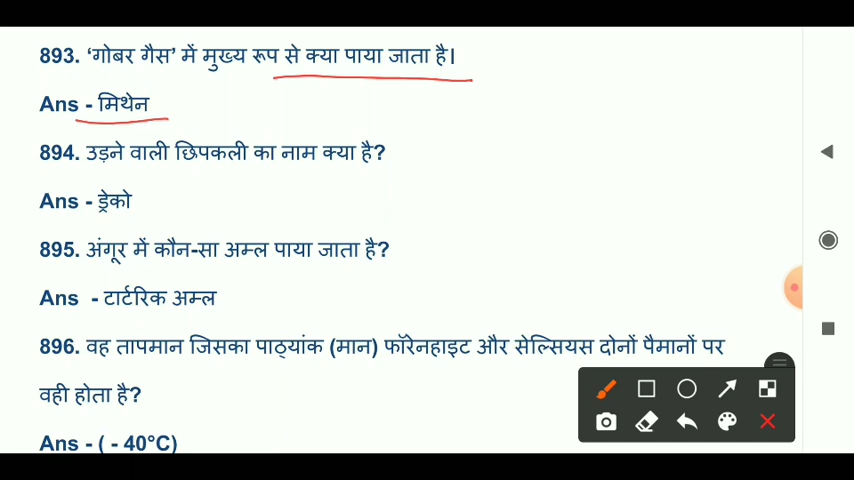 893. ‘गोबर गैस’ में मुख्य रूप से क्या पाया जाता है।
Ans - मिथेन
894. उड़ने वाली छिपकली का नाम क्या है?
Ans - ड्रेको
895. अंगूर में कौन-सा अम्ल पाया जाता है?
Ans - टार्टरिक अम्ल
896. वह तापमान जिसका पाठ्यांक (मान) फॉरेनहाइट और सेल्सियस दोनों पैमानों पर
वही होता है?
Ans - ( - 40°C)